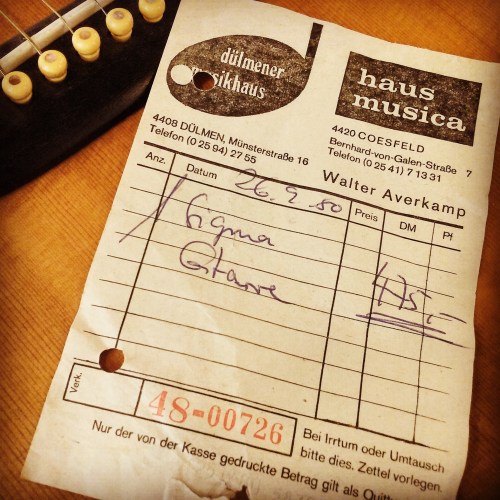 dülmener
musikhaus
haus
musica
4408 DÜLMEN, Münsterstraße 16
Telefon (0 25 94) 27 55
4420 COESFELD
Bernhard-von-Galen-Straße 7
Telefon (0 25 41) 7 13 31
Walter Averkamp
Anz. Datum 26.9.80 Preis DM Pf
1 Sigma 475,-
Gitarre
Verk. 48-00726
Bei Irrtum oder Umtausch
bitte dies. Zettel vorlegen.
Nur der von der Kasse gedruckte Betrag gilt als Quitt